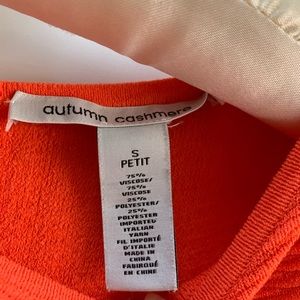 autumn cashmere
S
PETIT
75%
VISCOSE/
75%
VISCOSE
25%
POLYESTER/
25%
POLYESTER
IMPORTED
ITALIAN
YARN
FIL IMPORTÉ
D'ITALIE
MADE IN
CHINA
FABRIQUÉ
EN CHINE